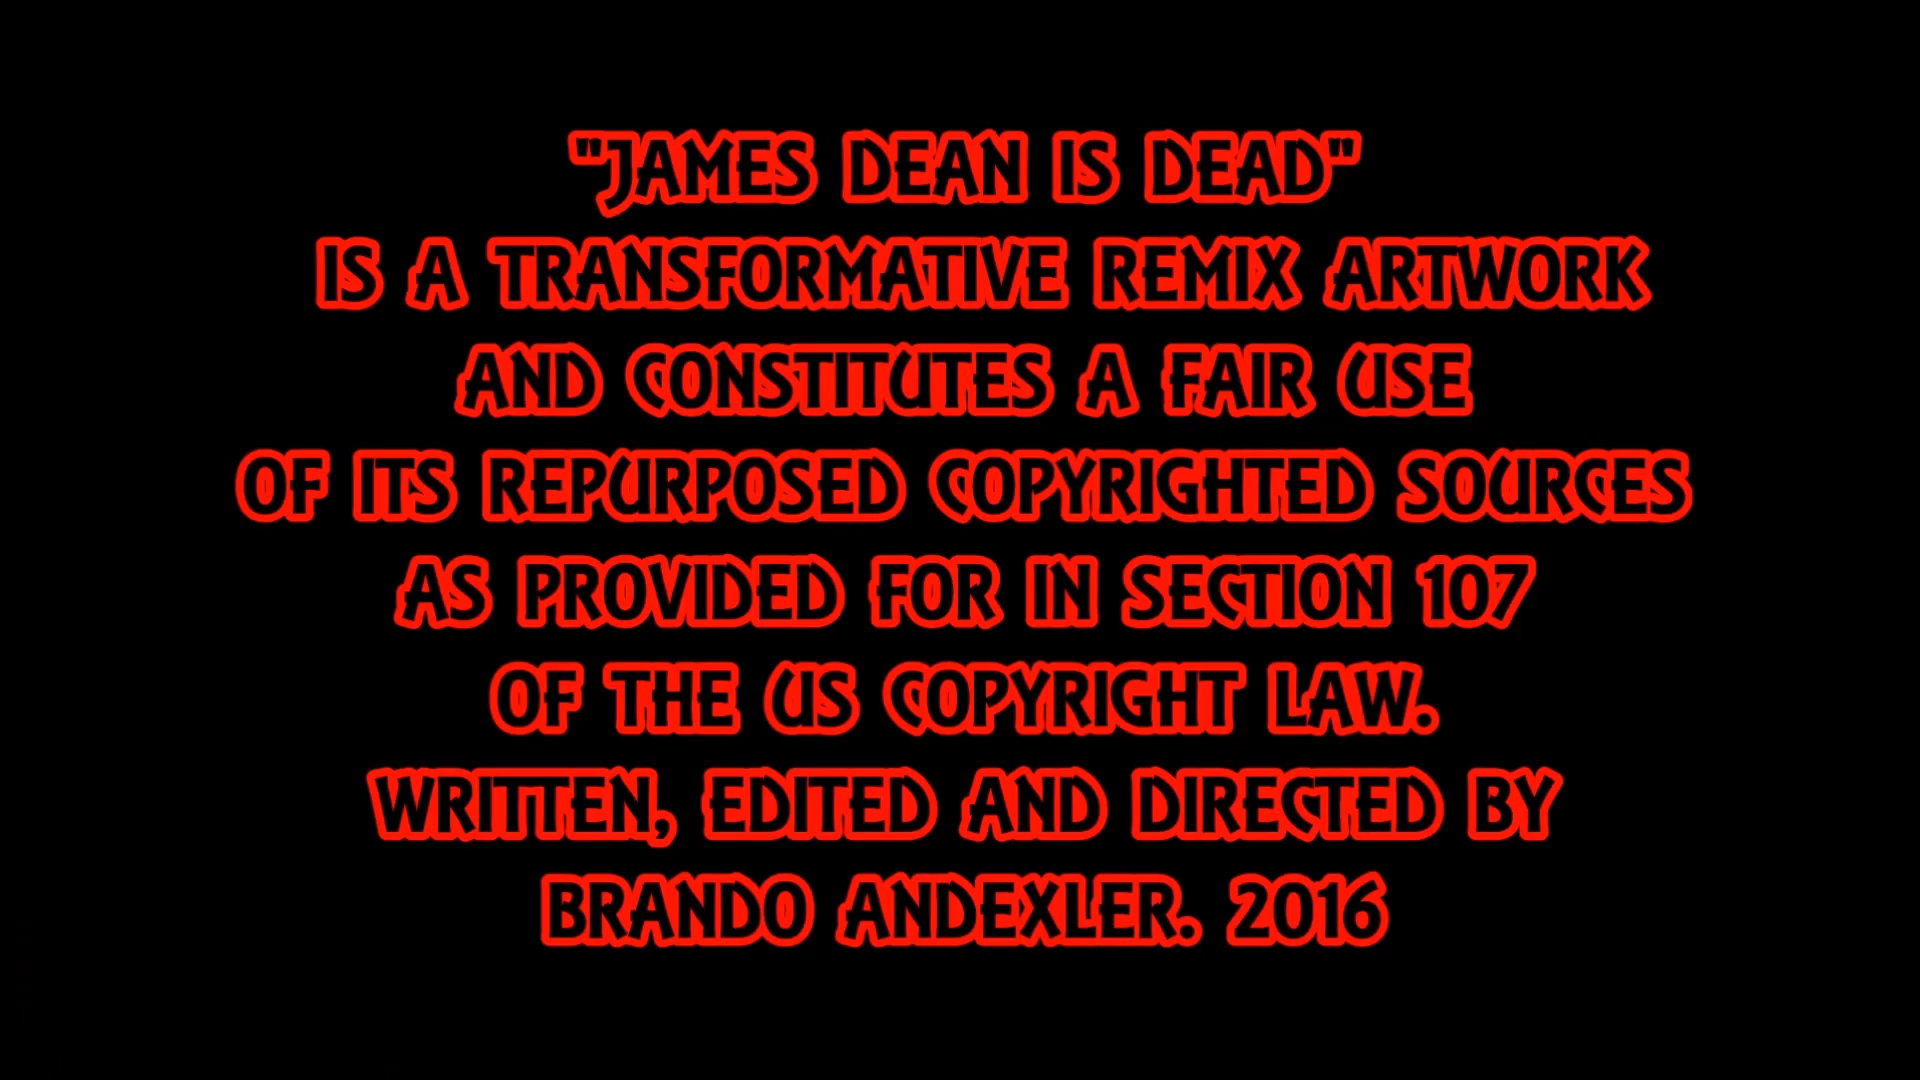 "JAMES DEAN IS DEAD"
IS A TRANSFORMATIVE REMIX ARTWORK
AND CONSTITUTES A FAIR USE
OF ITS REPURPOSED COPYRIGHTED SOURCES
AS PROVIDED FOR IN SECTION 107
OF THE US COPYRIGHT LAW.
WRITTEN, EDITED AND DIRECTED BY
BRANDO ANDEXLER. 2016